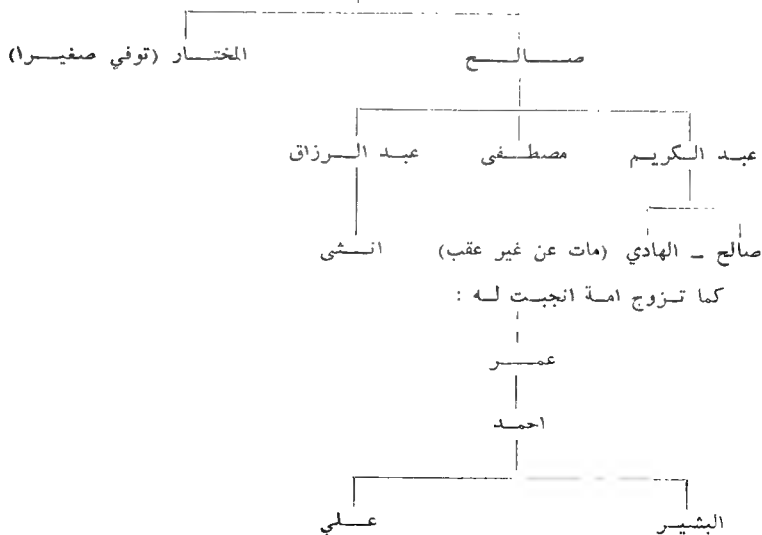 صالح المختار (توفي صغيرا)
عبد الكريم مصطفى عبد الرزاق
صالح - الهادي (مات عن غير عقب) انثى
كما تزوج امة انجبت له :
عمر
احمد
البشير علي